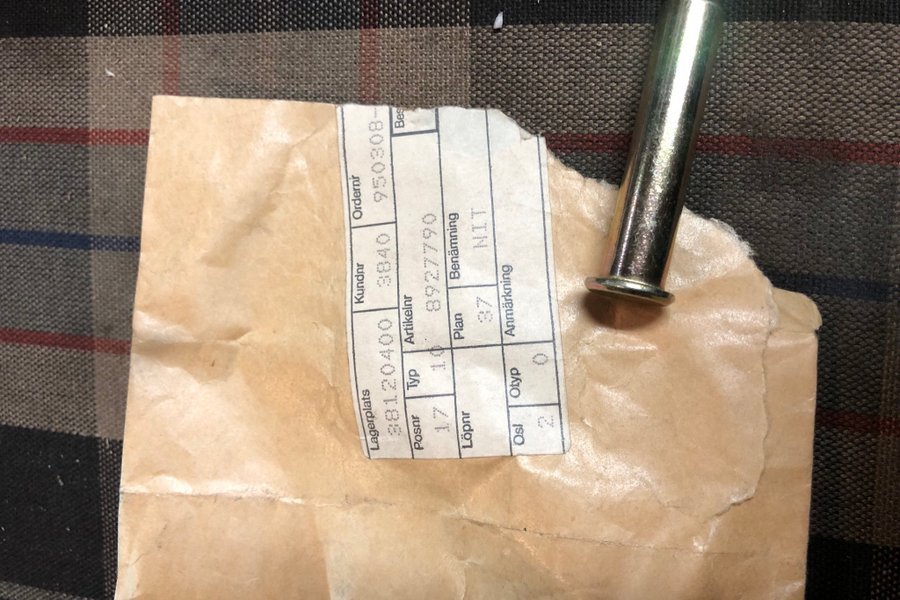 Lagerplats Kundnr Ordernr
38120400 3840 950308-
Posnr Typ Artikelnr
17 10 8927790
Löpnr Plan Benämning
37 NIT
Osl Otyp Anmärkning
2 0